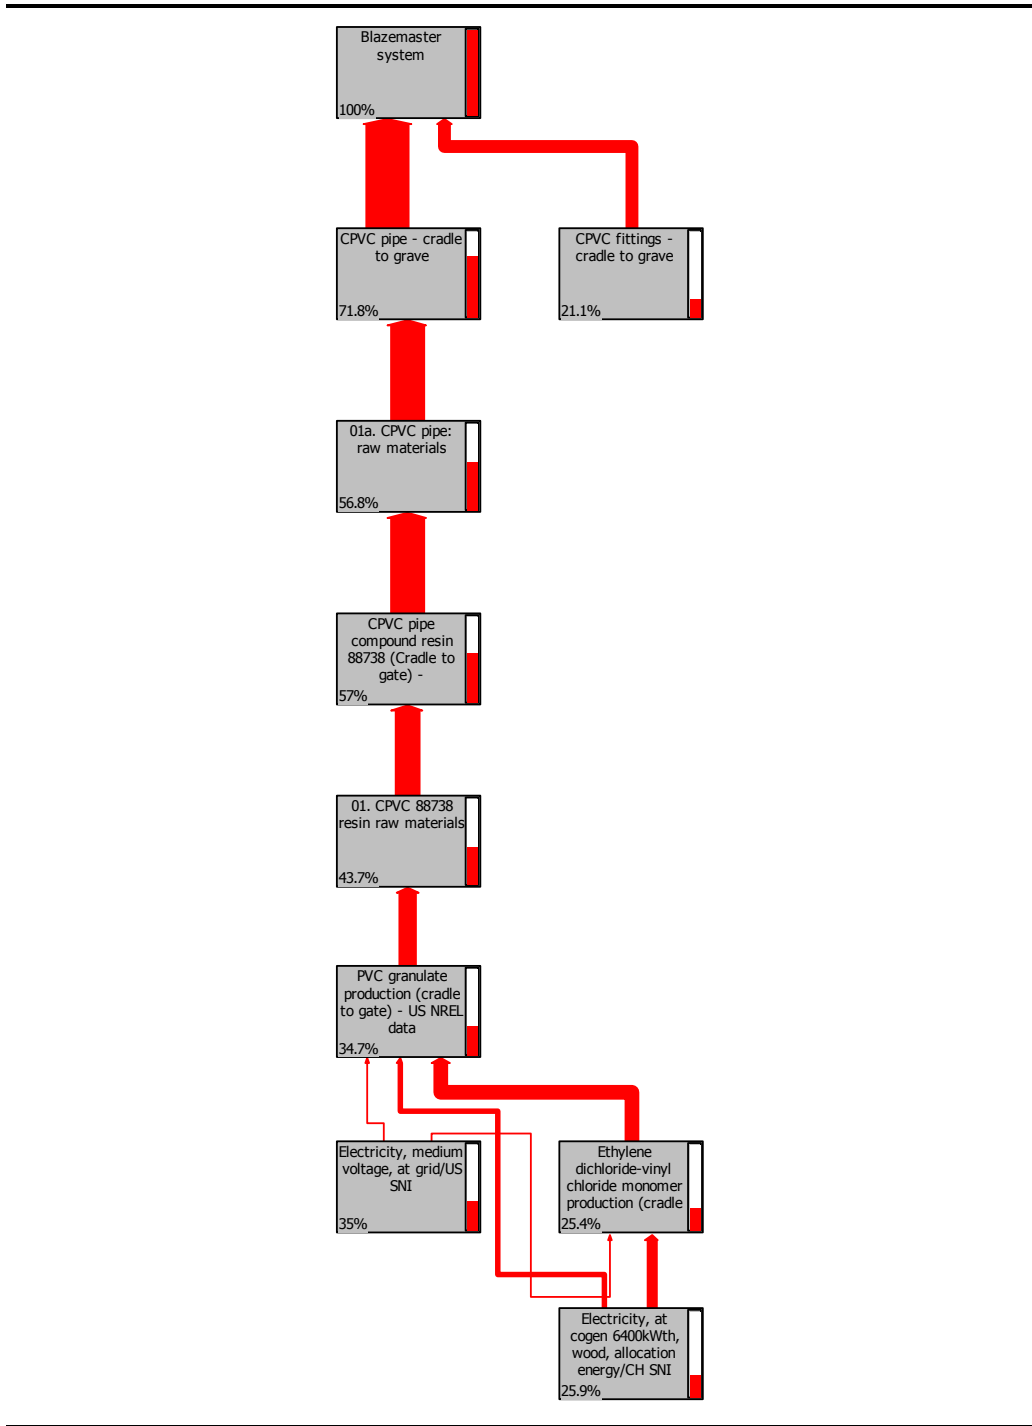 Blazemaster
system
100%
CPVC pipe - cradle
to grave
71.8%
CPVC fittings -
cradle to grave
21.1%
01a. CPVC pipe:
raw materials
56.8%
CPVC pipe
compound resin
88738 (Cradle to
gate) -
57%
01. CPVC 88738
resin raw materials
43.7%
PVC granulate
production (cradle
to gate) - US NREL
data
34.7%
Electricity, medium
voltage, at grid/US
SNI
35%
Ethylene
dichloride-vinyl
chloride monomer
production (cradle
25.4%
Electricity, at
cogen 6400kWth,
wood, allocation
energy/CH SNI
25.9%